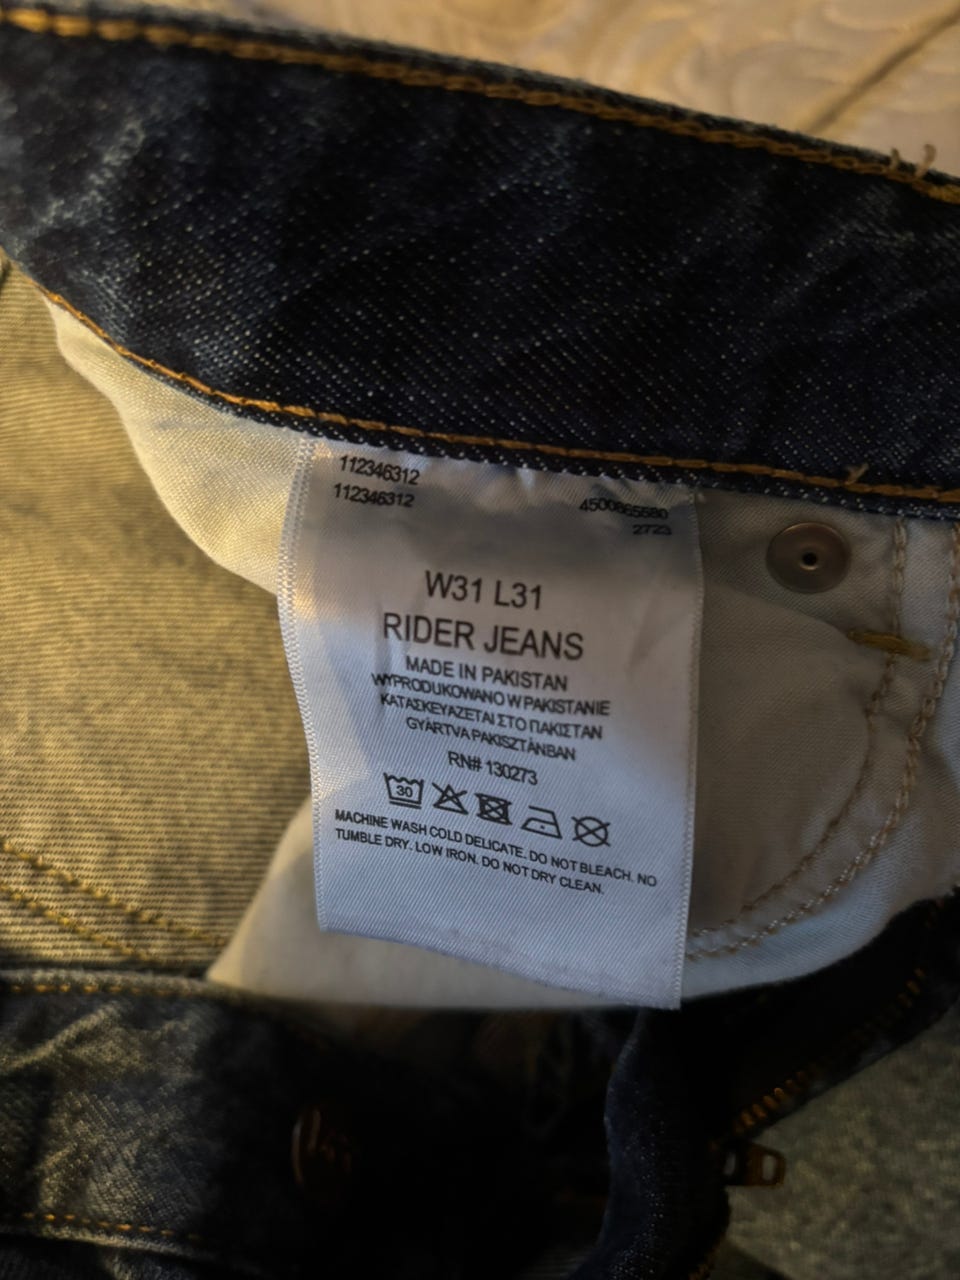 112346312
112346312
2723
W31 L31
RIDER JEANS
MADE IN PAKISTAN
WYPRODUKOWANO W PAKISTANIE
ΚΑΤΑΣΚΕΥΑΖΕΤΑΙ ΣΤΟ ΠΑΚΙΣΤΑΝ
GYÁRTVA PAKISZTÁNBAN
RN# 130273
30
MACHINE WASH COLD DELICATE. DO NOT BLEACH. NO
TUMBLE DRY. LOW IRON. DO NOT DRY CLEAN.